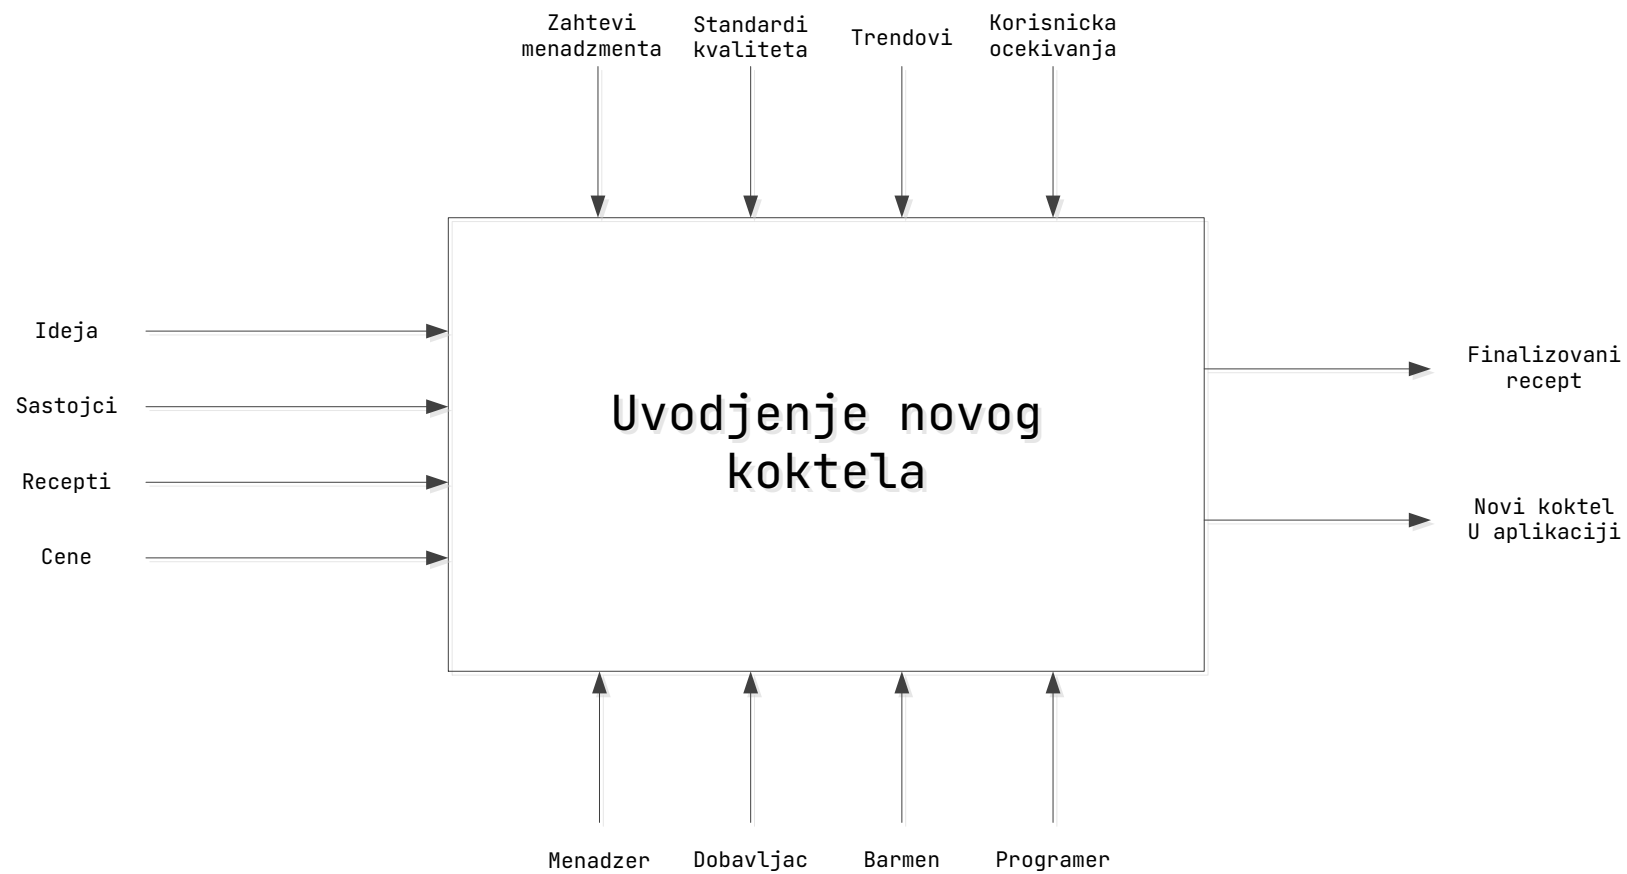 Zahtevi
menadzmenta
Standardi
kvaliteta
Trendovi
Korisnicka
ocekivanja
Ideja
Sastojci
Recepti
Cene
Uvodjenje novog
koktela
Finalizovani
recept
Novi koktel
U aplikaciji
Menadzer
Dobavljac
Barmen
Programer